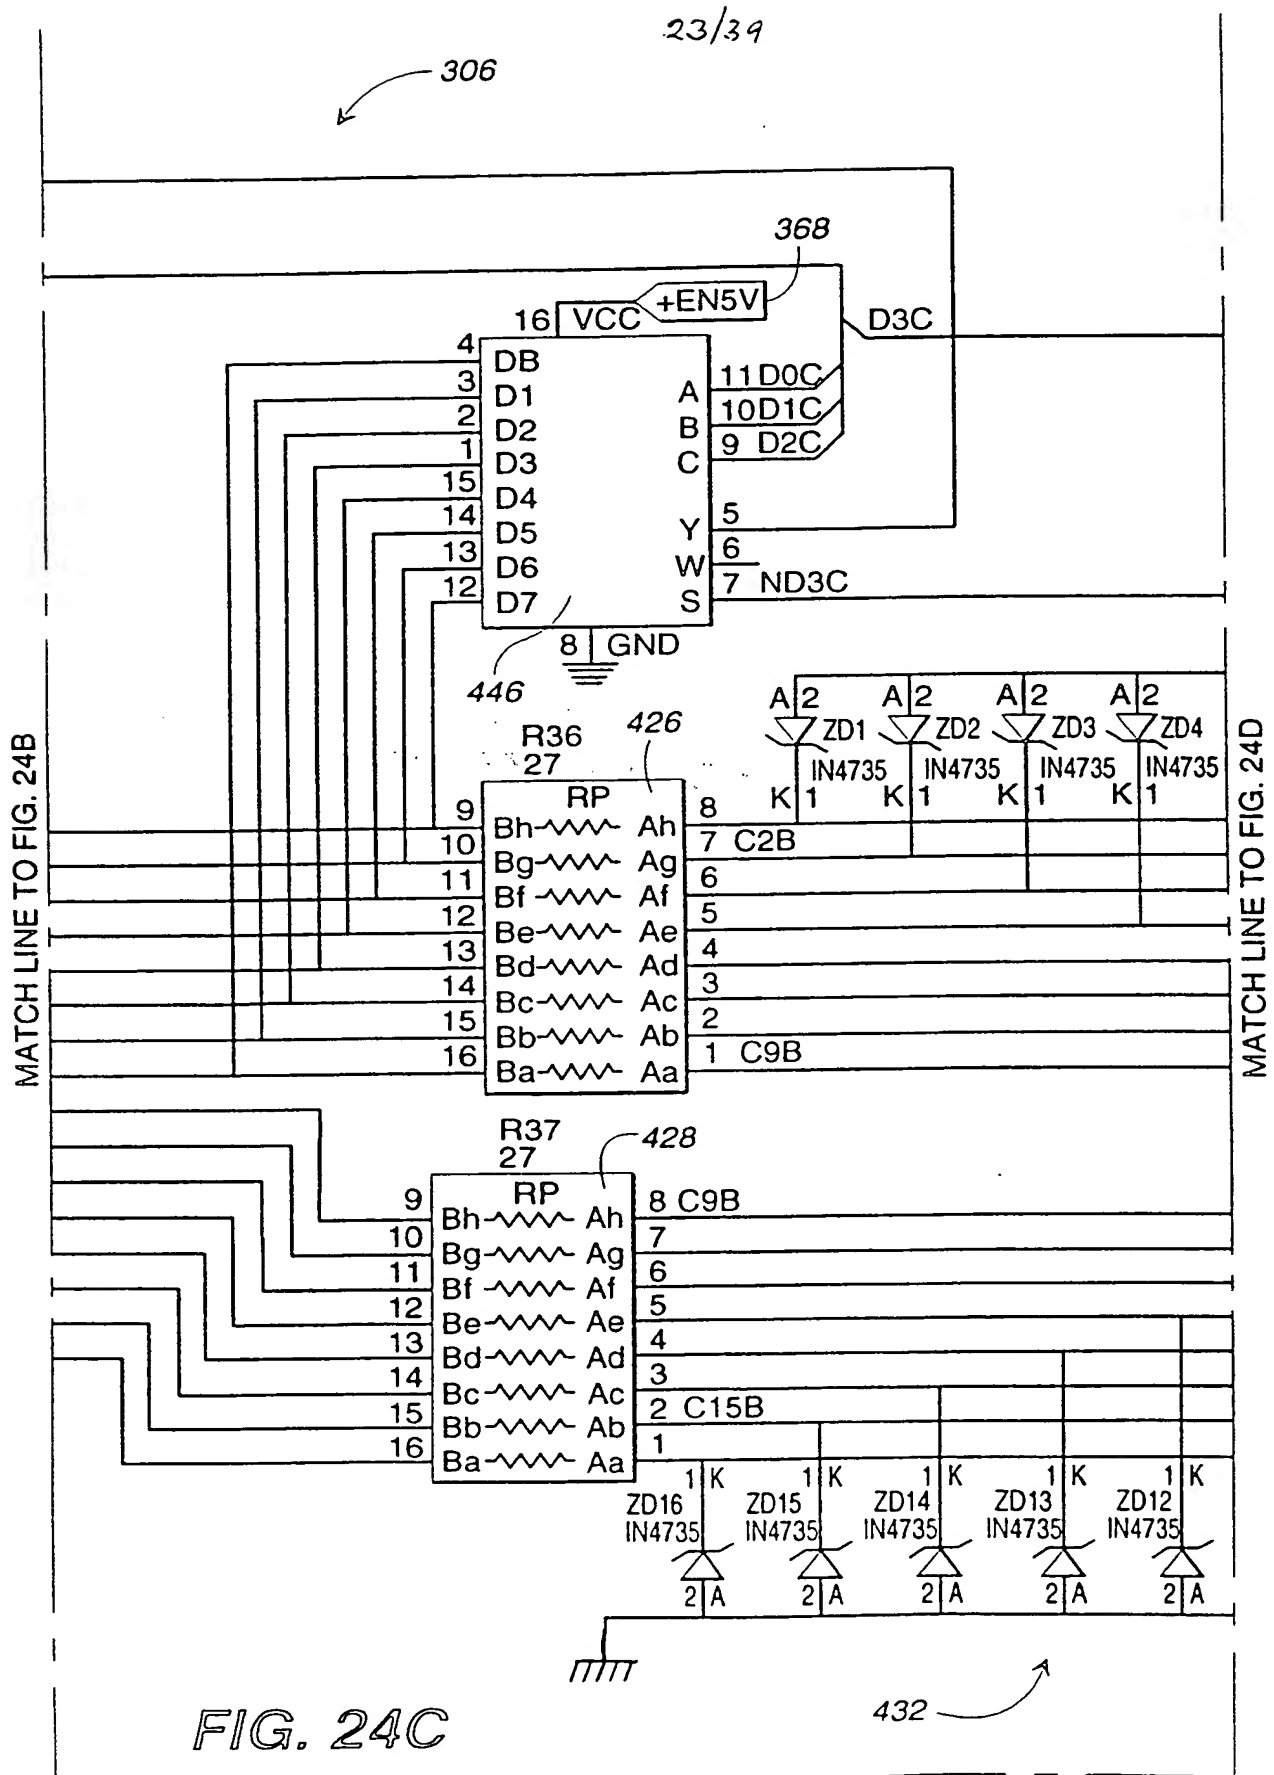 23/39
306
368
+EN5V
16 VCC
D3C
4 DB
3 D1
2 D2
1 D3
15 D4
14 D5
13 D6
12 D7
A 11 D0C
B 10 D1C
C 9 D2C
Y 5
W 6
S 7 ND3C
8 GND
446
MATCH LINE TO FIG. 24B
MATCH LINE TO FIG. 24D
A 2 A 2 A 2 A 2
ZD1 ZD2 ZD3 ZD4
IN4735 IN4735 IN4735 IN4735
K 1 K 1 K 1 K 1
R36
27
426
RP
9 Bh Ah 8
10 Bg Ag 7 C2B
11 Bf Af 6
12 Be Ae 5
13 Bd Ad 4
14 Bc Ac 3
15 Bb Ab 2
16 Ba Aa 1 C9B
R37
27
428
RP
9 Bh Ah 8 C9B
10 Bg Ag 7
11 Bf Af 6
12 Be Ae 5
13 Bd Ad 4
14 Bc Ac 3
15 Bb Ab 2 C15B
16 Ba Aa 1
1 K 1 K 1 K 1 K 1 K
ZD16 ZD15 ZD14 ZD13 ZD12
IN4735 IN4735 IN4735 IN4735 IN4735
2 A 2 A 2 A 2 A 2 A
432
FIG. 24C